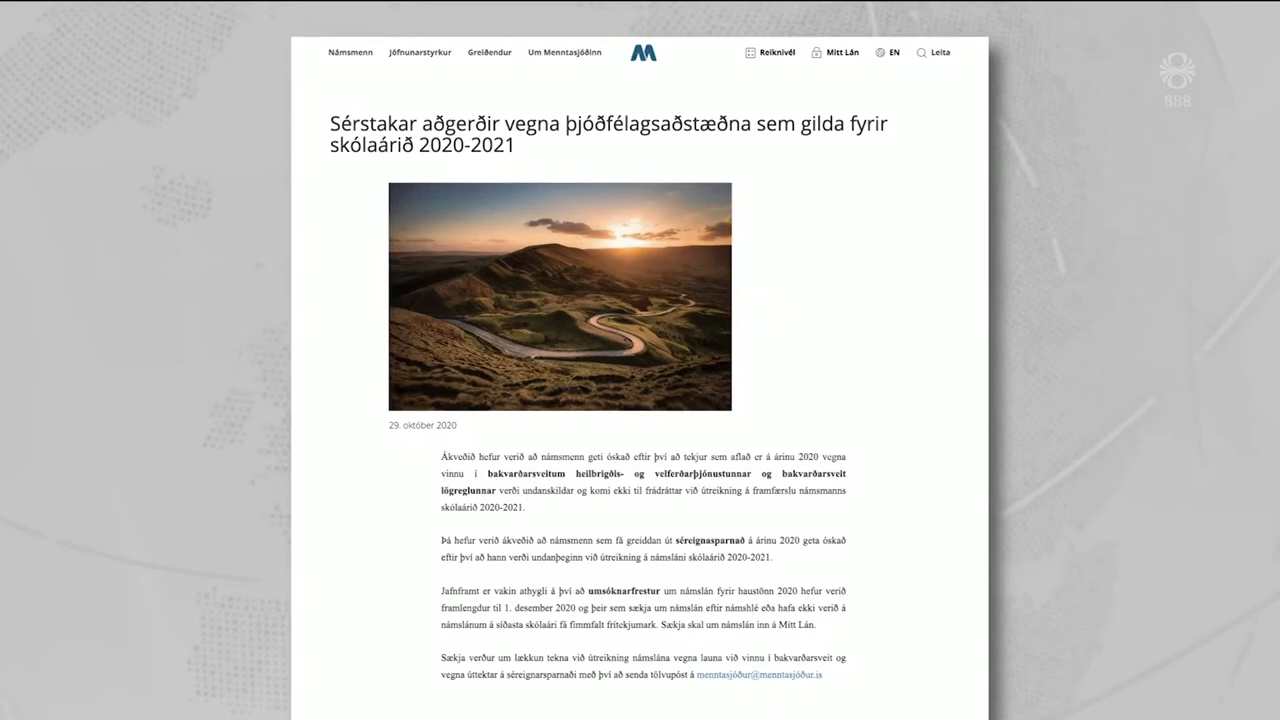 Námsmenn Jöfnunarstyrkur Greiðendur Um Menntasjóðinn Reiknivél Mitt Lán EN Leita
888
Sérstakar aðgerðir vegna þjóðfélagsaðstæðna sem gilda fyrir
skólaárið 2020-2021
29. október 2020
Ákveðið hefur verið að námsmenn geti óskað eftir því að tekjur sem aflað er á árinu 2020 vegna
vinnu í bakvarðarsveitum heilbrigðis- og velferðarþjónustunnar og bakvarðarsveit
lögreglunnar verði undanskildar og komi ekki til frádráttar við útreikning á framfærslu námsmanns
skólaárið 2020-2021.
Þá hefur verið ákveðið að námsmenn sem fá greiddan út séreignasparnað á árinu 2020 geta óskað
eftir því að hann verði undanþeginn við útreikning á námsláni skólaárið 2020-2021.
Jafnframt er vakin athygli á því að umsóknarfrestur um námslán fyrir haustönn 2020 hefur verið
framlengdur til 1. desember 2020 og þeir sem sækja um námslán eftir námshlé eða hafa ekki verið á
námslánum á síðasta skólaári fá fimmfalt frítekjumark. Sækja skal um námslán inn á Mitt Lán.
Sækja verður um lækkun tekna við útreikning námslána vegna launa við vinnu í bakvarðarsveit og
vegna úttektar á séreignarsparnaði með því að senda tölvupóst á menntasjóður@menntasjóður.is